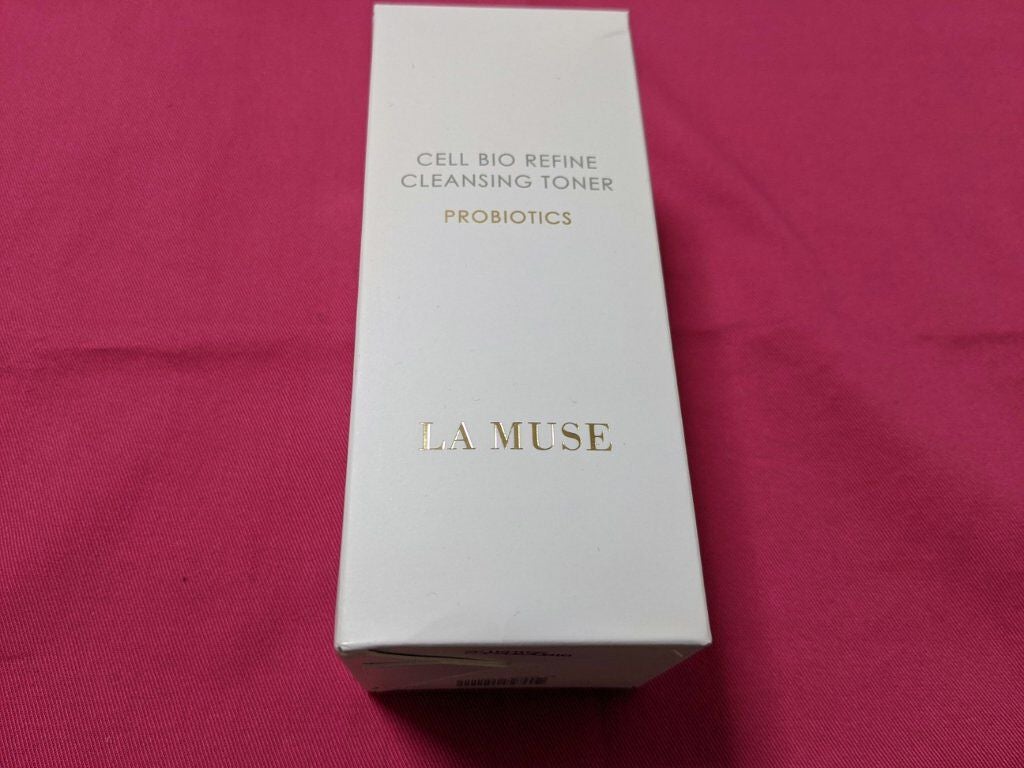 CELL BIO REFINE
CLEANSING TONER
PROBIOTICS
LA MUSE